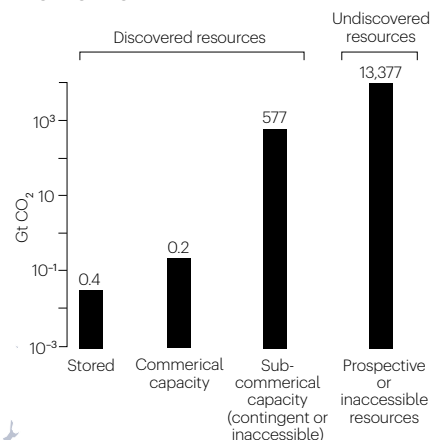 Undiscovered
resources
Discovered resources
13,377
577
0.2
0.4
Gt CO₂
10³
10
10⁻¹
10⁻³
Stored
Commerical
capacity
Sub-
commerical
capacity
(contingent or
inaccessible)
Prospective
or
inaccessible
resources